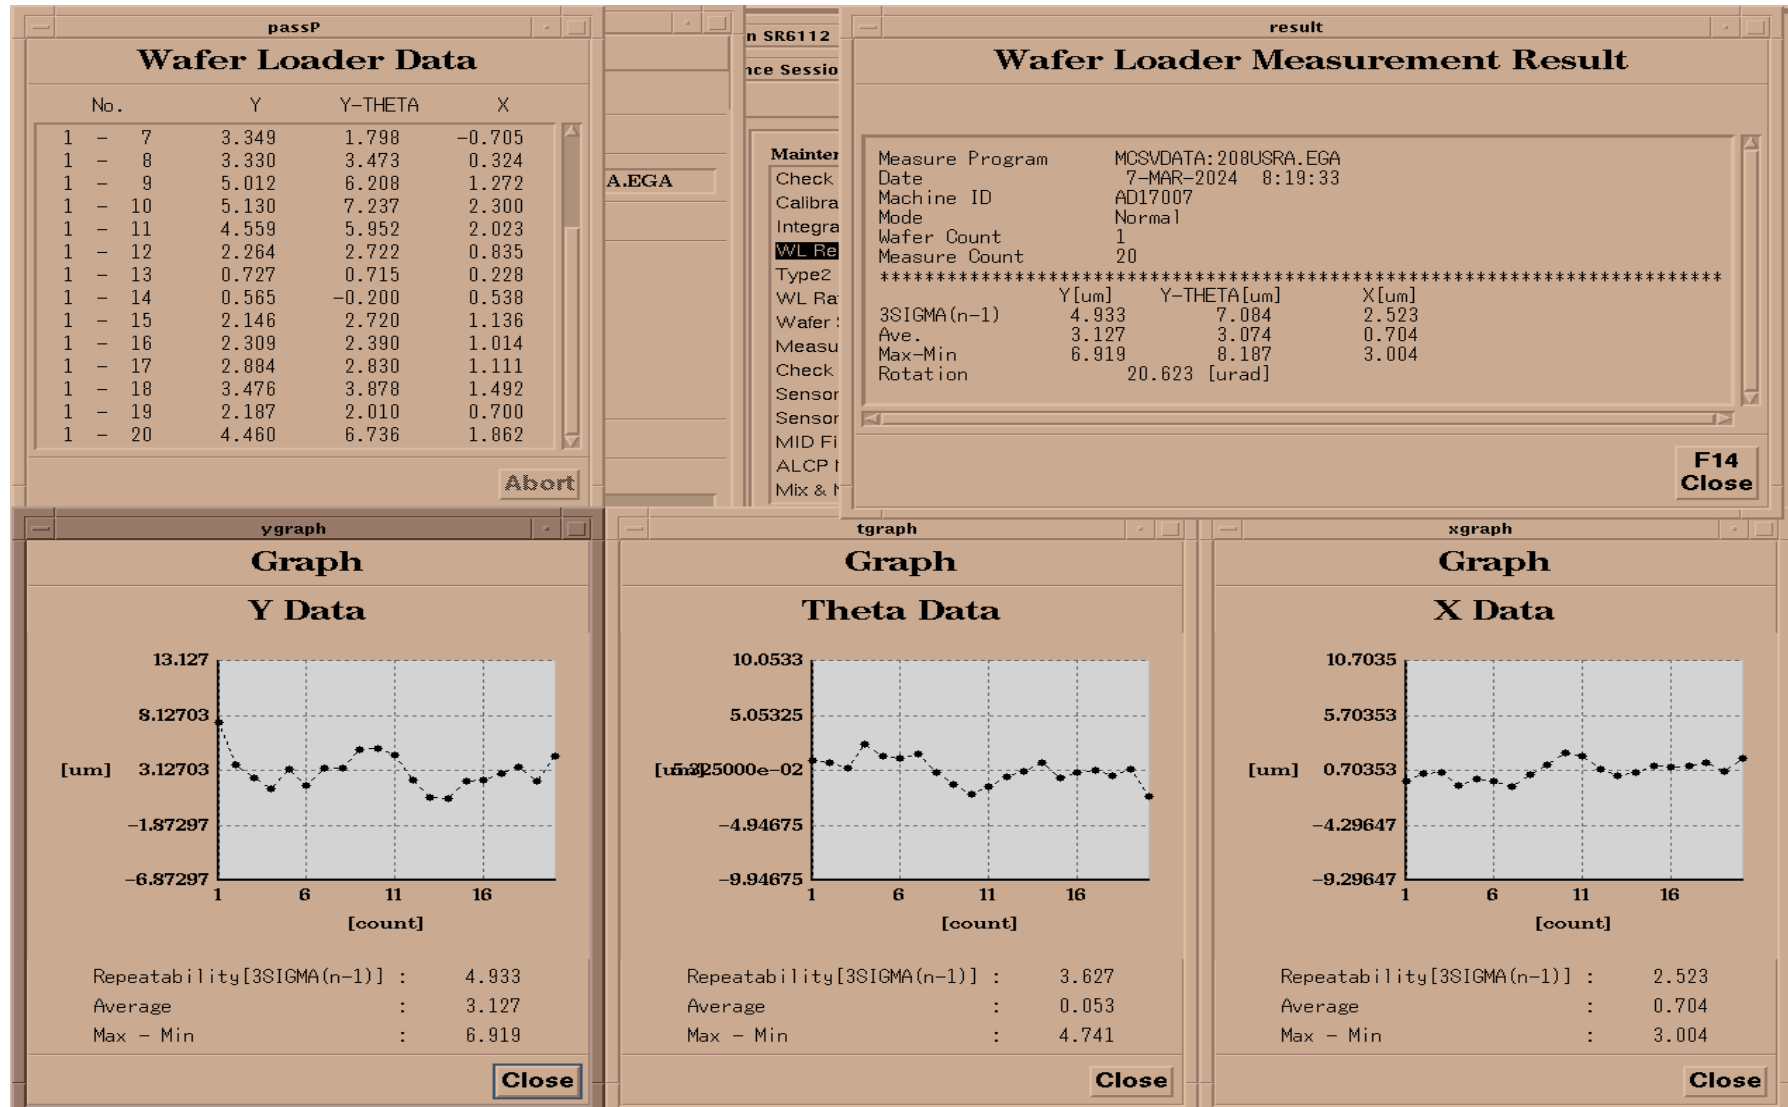 passP
Wafer Loader Data
No. Y Y-THETA X
1 - 7 3.349 1.798 -0.705
1 - 8 3.330 3.473 0.324
1 - 9 5.012 6.208 1.272
1 - 10 5.130 7.237 2.300
1 - 11 4.559 5.952 2.023
1 - 12 2.264 2.722 0.835
1 - 13 0.727 0.715 0.228
1 - 14 0.565 -0.200 0.538
1 - 15 2.146 2.720 1.136
1 - 16 2.309 2.390 1.014
1 - 17 2.884 2.830 1.111
1 - 18 3.476 3.878 1.492
1 - 19 2.187 2.010 0.700
1 - 20 4.460 6.736 1.862
Abort
A.EGA
n SR6112
nce Sessio
Mainter
Check
Calibra
Integra
WL Re
Type2
WL Ra
Wafer
Measu
Check
Sensor
Sensor
MID Fi
ALCP
Mix &
result
Wafer Loader Measurement Result
Measure Program MCSVDATA:208USRA.EGA
Date 7-MAR-2024 8:19:33
Machine ID AD17007
Mode Normal
Wafer Count 1
Measure Count 20
******************************************************************************
Y[um] Y-THETA[um] X[um]
3SIGMA(n-1) 4.933 7.084 2.523
Ave. 3.127 3.074 0.704
Max-Min 6.919 8.187 3.004
Rotation 20.623 [urad]
F14
Close
ygraph
Graph
Y Data
13.127
8.12703
[um] 3.12703
-1.87297
-6.87297
1 6 11 16
[count]
Repeatability[3SIGMA(n-1)] : 4.933
Average : 3.127
Max - Min : 6.919
Close
tgraph
Graph
Theta Data
10.0533
5.05325
[um] 5.325000e-02
-4.94675
-9.94675
1 6 11 16
[count]
Repeatability[3SIGMA(n-1)] : 3.627
Average : 0.053
Max - Min : 4.741
Close
xgraph
Graph
X Data
10.7035
5.70353
[um] 0.70353
-4.29647
-9.29647
1 6 11 16
[count]
Repeatability[3SIGMA(n-1)] : 2.523
Average : 0.704
Max - Min : 3.004
Close